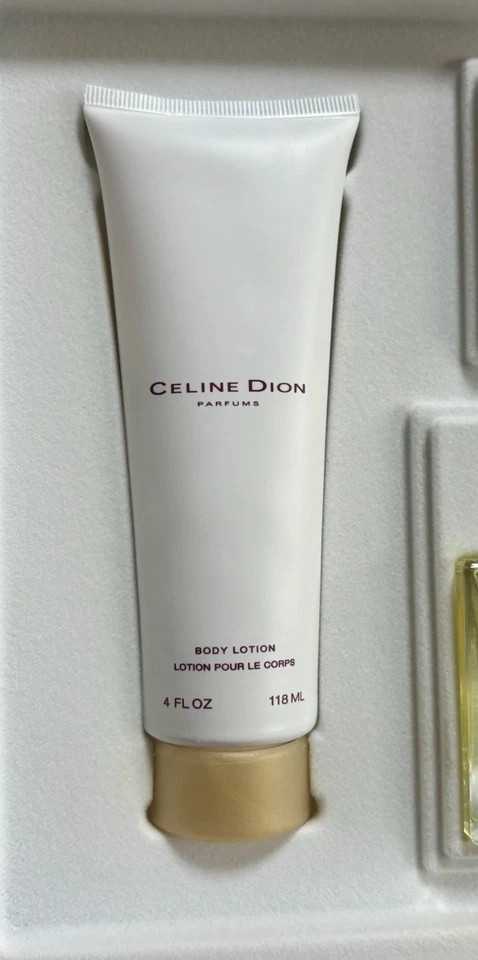 CELINE DION
PARFUMS
BODY LOTION
LOTION POUR LE CORPS
4 FL OZ 118 ML